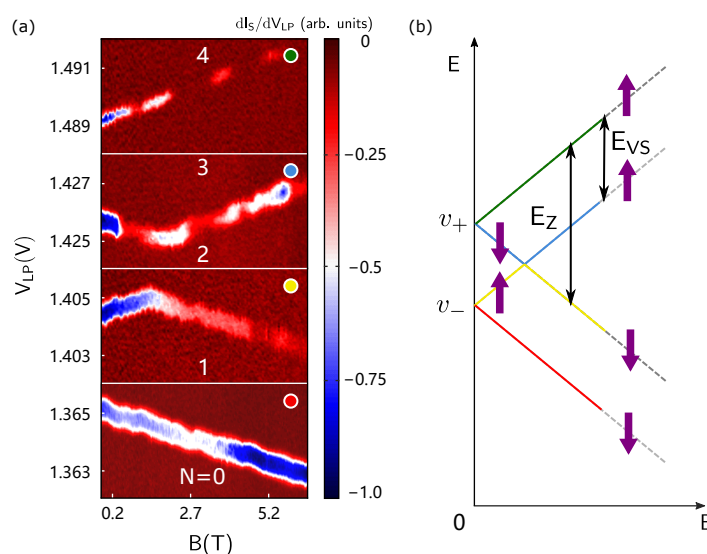 (a)
dI_S/dV_LP (arb. units)
(b)
4
1.491
1.489
3
1.427
1.425
2
1.405
1.403
1
1.365
1.363
N=0
V_LP(V)
0.2
2.7
5.2
B(T)
0
−0.25
−0.5
−0.75
−1.0
E
E_VS
E_Z
v_+
v_−
0
B